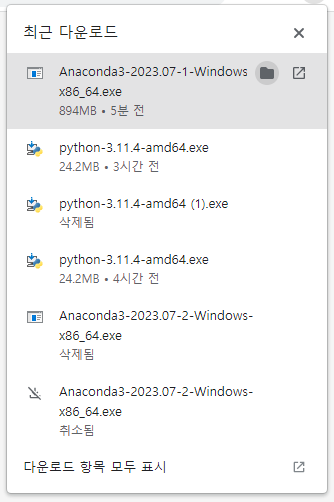 최근 다운로드
Anaconda3-2023.07-1-Windows-
x86_64.exe
894MB • 5분 전
python-3.11.4-amd64.exe
24.2MB • 3시간 전
python-3.11.4-amd64 (1).exe
삭제됨
python-3.11.4-amd64.exe
24.2MB • 4시간 전
Anaconda3-2023.07-2-Windows-
x86_64.exe
삭제됨
Anaconda3-2023.07-2-Windows-
x86_64.exe
취소됨
다운로드 항목 모두 표시